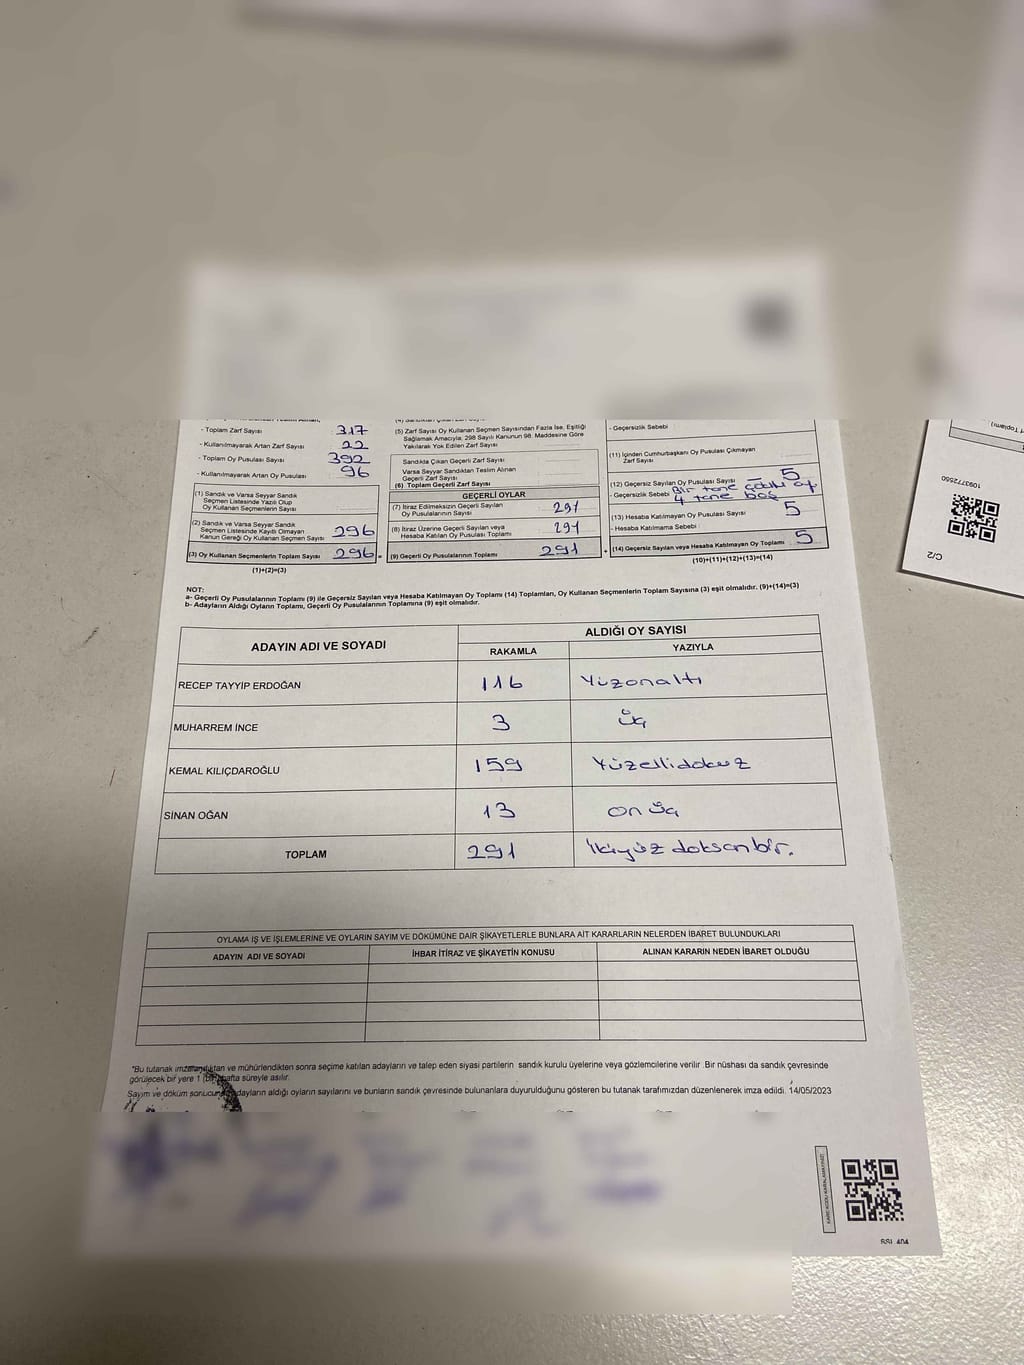 - Toplam Zarf Sayısı 317
- Kullanılmayarak Artan Zarf Sayısı 22
- Toplam Oy Pusulası Sayısı 392
- Kullanılmayarak Artan Oy Pusulası 96
(1) Sandık ve Varsa Seyyar Sandık
Seçmen Listesinde Yazılı Olup
Oy Kullanan Seçmenlerin Sayısı
(2) Sandık ve Varsa Seyyar Sandık
Seçmen Listesinde Kayıtlı Olmayan
Kanun Gereği Oy Kullanan Seçmen Sayısı 296
(3) Oy Kullanan Seçmenlerin Toplam Sayısı 296 =
(1)+(2)=(3)
(5) Zarf Sayısı Oy Kullanan Seçmen Sayısından Fazla İse, Eşitliği
Sağlamak Amacıyla; 298 Sayılı Kanunun 98. Maddesine Göre
Yakılarak Yok Edilen Zarf Sayısı
Sandıkta Çıkan Geçerli Zarf Sayısı
Varsa Seyyar Sandıktan Teslim Alınan
Geçerli Zarf Sayısı
(6) Toplam Geçerli Zarf Sayısı
GEÇERLİ OYLAR
(7) İtiraz Edilmeksizin Geçerli Sayılan
Oy Pusulalarının Sayısı 291
(8) İtiraz Üzerine Geçerli Sayılan veya
Hesaba Katılan Oy Pusulası Toplamı 291
(9) Geçerli Oy Pusulalarının Toplamı 291 +
- Geçersizlik Sebebi
(11) İçinden Cumhurbaşkanı Oy Pusulası Çıkmayan
Zarf Sayısı
(12) Geçersiz Sayılan Oy Pusulası Sayısı 5
- Geçersizlik Sebebi Bir tane oy
4 tane boş
(13) Hesaba Katılmayan Oy Pusulası Sayısı 5
- Hesaba Katılmama Sebebi
(14) Geçersiz Sayılan veya Hesaba Katılmayan Oy Toplamı 5
(10)+(11)+(12)+(13)=(14)
NOT:
a- Geçerli Oy Pusulalarının Toplamı (9) ile Geçersiz Sayılan veya Hesaba Katılmayan Oy Toplamı (14) Toplamları, Oy Kullanan Seçmenlerin Toplam Sayısına (3) eşit olmalıdır. (9)+(14)=(3)
b- Adayların Aldığı Oyların Toplamı, Geçerli Oy Pusulalarının Toplamına (9) eşit olmalıdır.
ADAYIN ADI VE SOYADI ALDIĞI OY SAYISI
RAKAMLA YAZIYLA
RECEP TAYYİP ERDOĞAN 116 Yüzonaltı
MUHARREM İNCE 3 üç
KEMAL KILIÇDAROĞLU 159 Yüzellidokuz
SİNAN OĞAN 13 on üç
TOPLAM 291 ikiyüz doksanbir.
OYLAMA İŞ VE İŞLEMLERİNE VE OYLARIN SAYIM VE DÖKÜMÜNE DAİR ŞİKAYETLERLE BUNLARA AİT KARARLARIN NELERDEN İBARET BULUNDUKLARI
ADAYIN ADI VE SOYADI İHBAR İTİRAZ VE ŞİKAYETİN KONUSU ALINAN KARARIN NEDEN İBARET OLDUĞU
"Bu tutanak imzalandıktan ve mühürlendikten sonra seçime katılan adayların ve talep eden siyasi partilerin sandık kurulu üyelerine veya gözlemcilerine verilir. Bir nüshası da sandık çevresinde
görülecek bir yere 1 (bir) hafta süreyle asılır.
Sayım ve döküm sonucunda adayların aldığı oyların sayılarını ve bunların sandık çevresinde bulunanlara duyurulduğunu gösteren bu tutanak tarafımızdan düzenlenerek imza edildi. 14/05/2023
1093772560
C/2